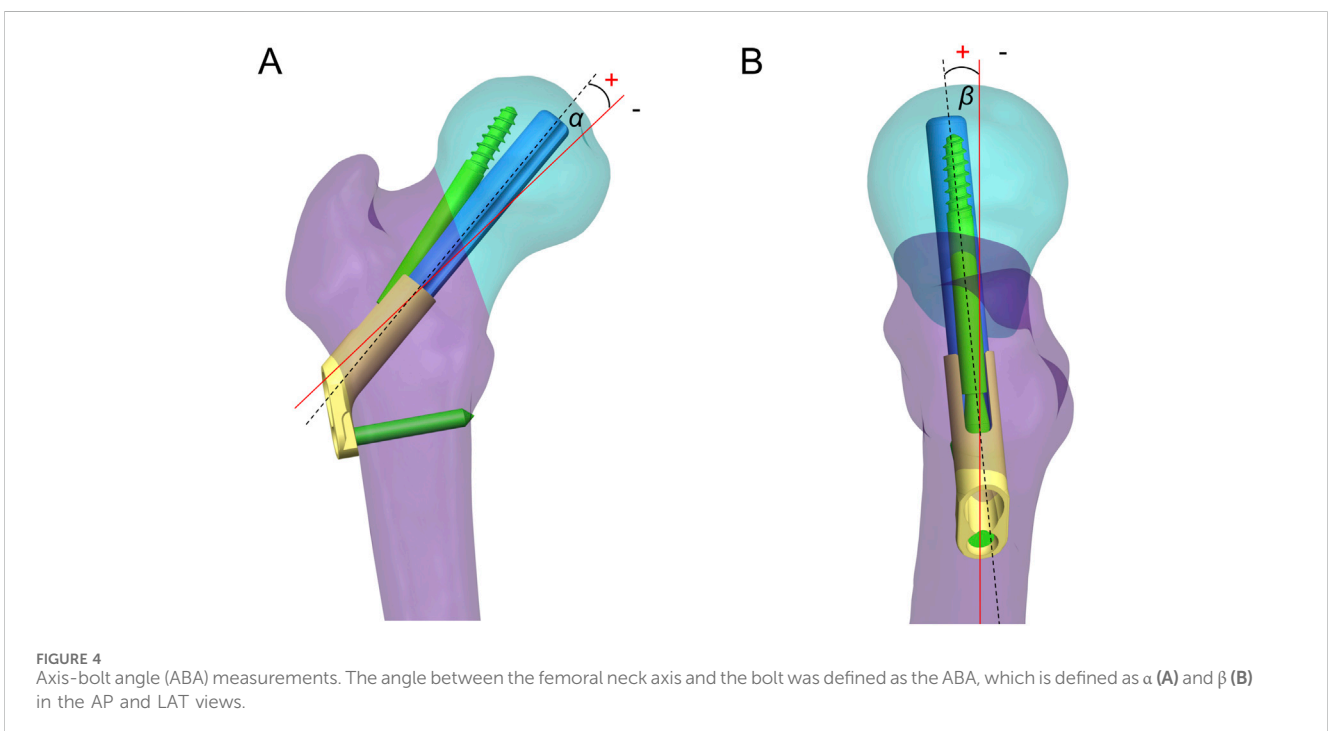 A
+
-
α
B
+
-
β
FIGURE 4
Axis-bolt angle (ABA) measurements. The angle between the femoral neck axis and the bolt was defined as the ABA, which is defined as α (A) and β (B)
in the AP and LAT views.